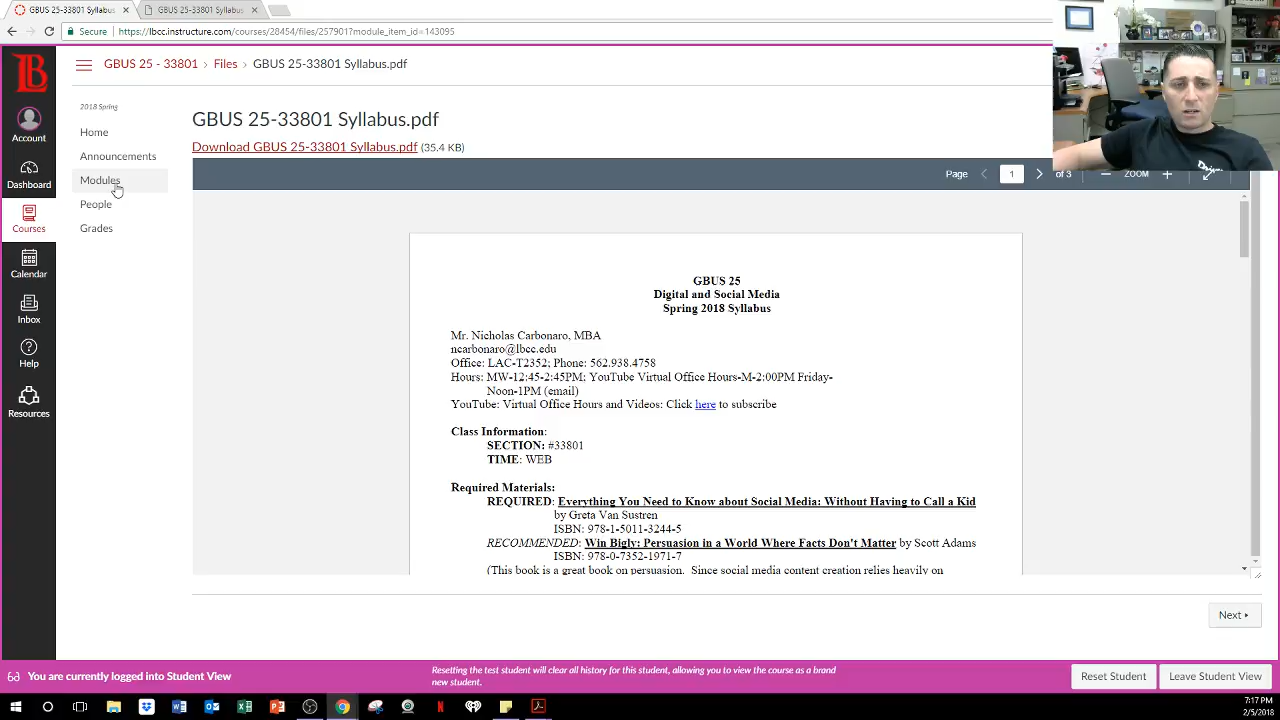 GBUS 25-33801 Syllabus
GBUS 25-33801 Syllabus
Secure
https://lbcc.instructure.com/courses/28454/files/257901?module_item_id=143095
LB
GBUS 25 - 33801 > Files > GBUS 25-33801 Syllabus.pdf
2018 Spring
Home
Announcements
Modules
People
Grades
Account
Dashboard
Courses
Calendar
Inbox
Help
Resources
GBUS 25-33801 Syllabus.pdf
Download GBUS 25-33801 Syllabus.pdf (35.4 KB)
Page 1 of 3 ZOOM
GBUS 25
Digital and Social Media
Spring 2018 Syllabus
Mr. Nicholas Carbonaro, MBA
ncarbonaro@lbcc.edu
Office: LAC-T2352; Phone: 562.938.4758
Hours: MW-12:45-2:45PM; YouTube Virtual Office Hours-M-2:00PM Friday-
Noon-1PM (email)
YouTube: Virtual Office Hours and Videos: Click here to subscribe
Class Information:
SECTION: #33801
TIME: WEB
Required Materials:
REQUIRED: Everything You Need to Know about Social Media: Without Having to Call a Kid
by Greta Van Sustren
ISBN: 978-1-5011-3244-5
RECOMMENDED: Win Bigly: Persuasion in a World Where Facts Don't Matter by Scott Adams
ISBN: 978-0-7352-1971-7
(This book is a great book on persuasion. Since social media content creation relies heavily on
Next
You are currently logged into Student View
Resetting the test student will clear all history for this student, allowing you to view the course as a brand
new student.
Reset Student
Leave Student View
7:17 PM
2/5/2018